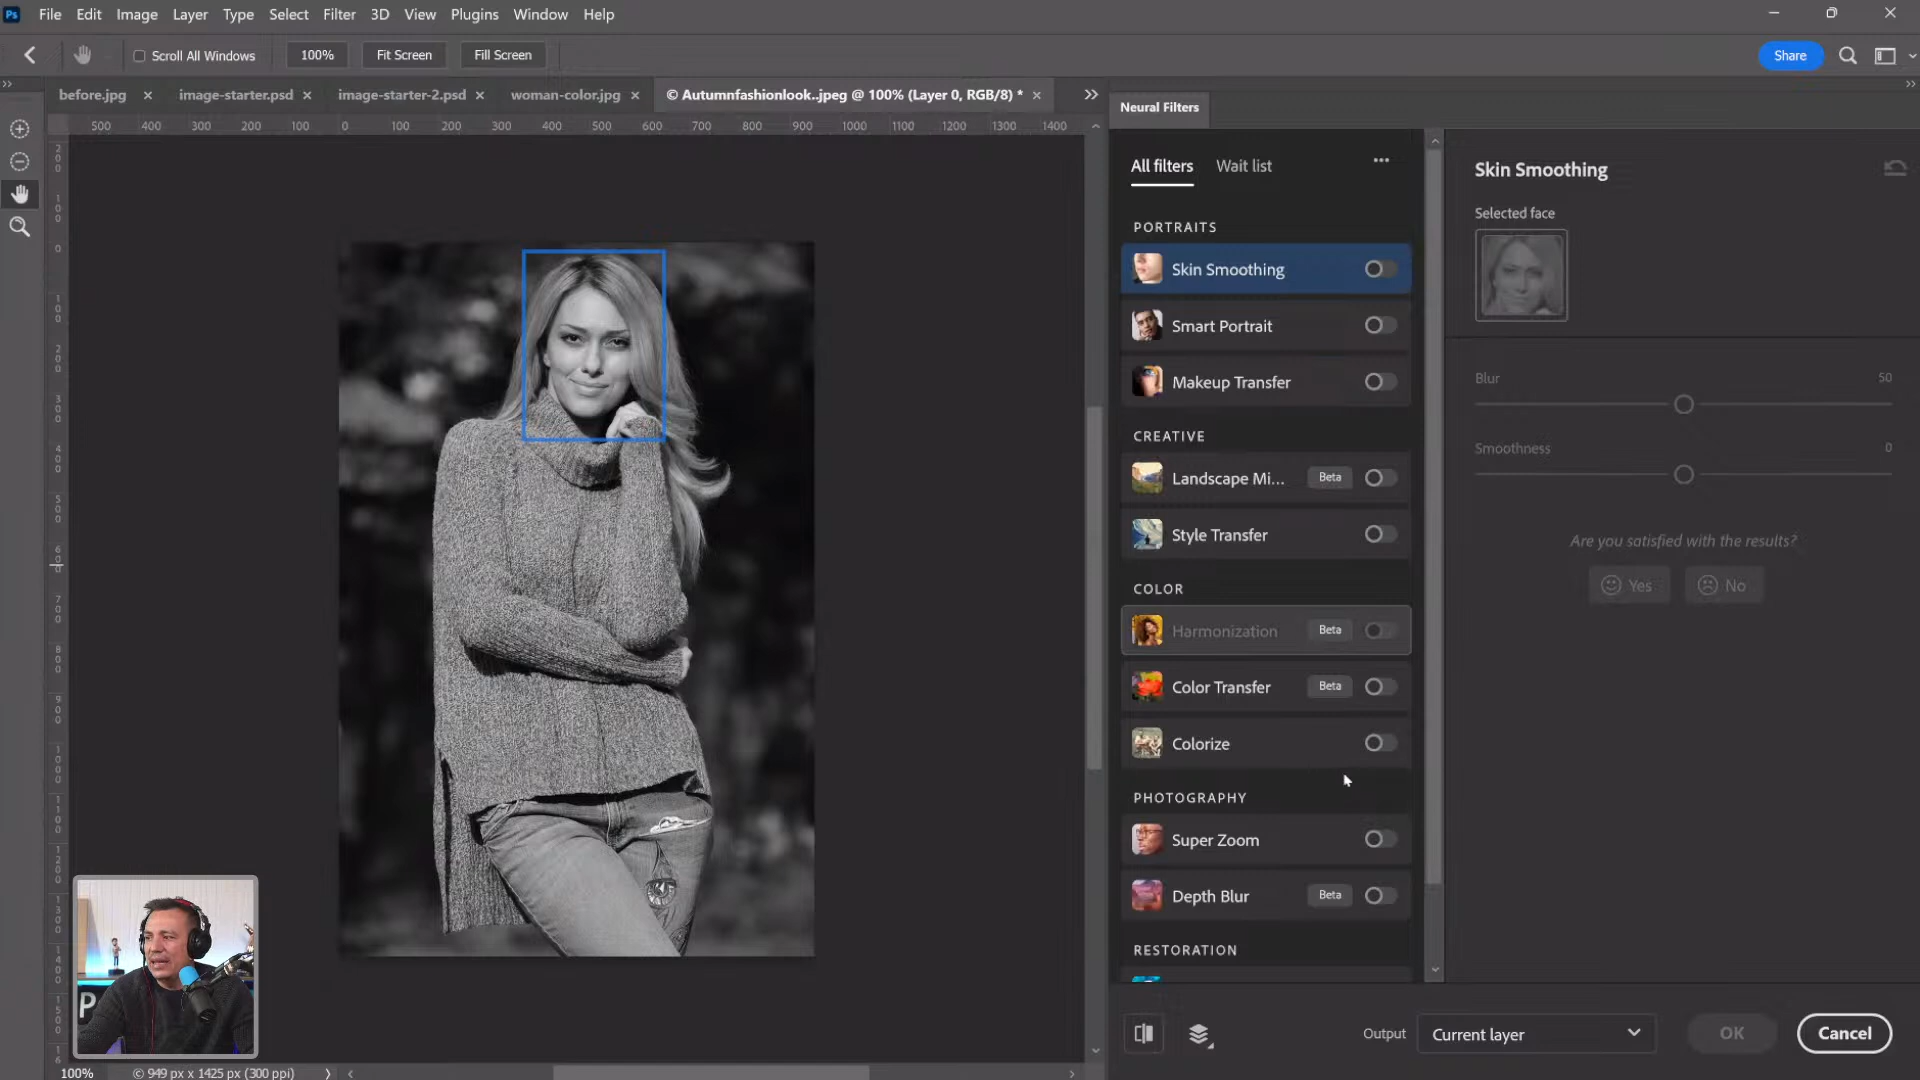 Ps File Edit Image Layer Type Select Filter 3D View Plugins Window Help
Scroll All Windows 100% Fit Screen Fill Screen Share
before.jpg × image-starter.psd × image-starter-2.psd × woman-color.jpg × © Autumnfashionlook..jpeg @ 100% (Layer 0, RGB/8) * ×
Neural Filters
500 400 300 200 100 0 100 200 300 400 500 600 700 800 900 1000 1100 1200 1300 1400
All filters Wait list
Skin Smoothing
Selected face
PORTRAITS
Skin Smoothing
Smart Portrait
Makeup Transfer
Blur 50
Smoothness 0
CREATIVE
Landscape Mi... Beta
Style Transfer
Are you satisfied with the results?
Yes No
COLOR
Harmonization Beta
Color Transfer Beta
Colorize
PHOTOGRAPHY
Super Zoom
Depth Blur Beta
RESTORATION
Output Current layer OK Cancel
100% © 949 px x 1425 px (300 ppi)